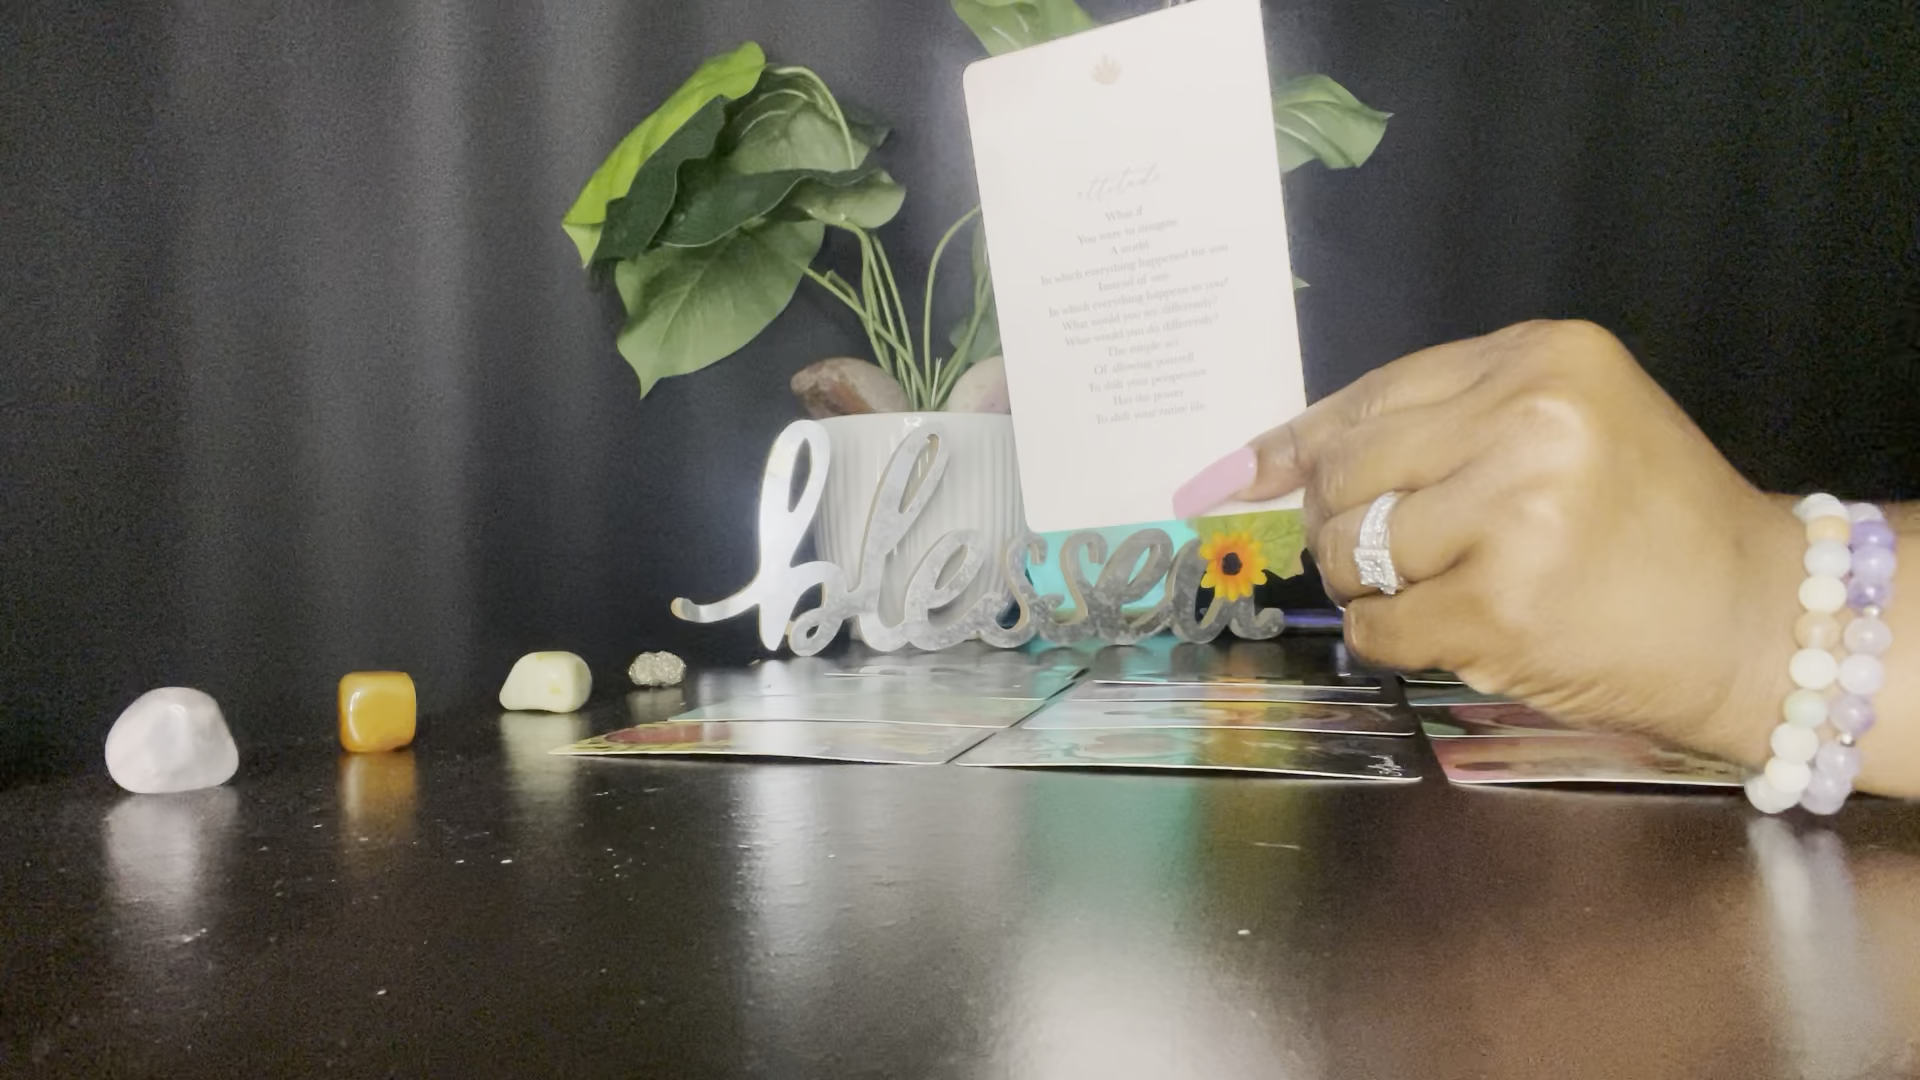 attitude
What if
You were to imagine
A world
In which everything happened for you
Instead of
In which everything happens to you?
What would you see differently?
What would you do differently?
The simple act
Of allowing yourself
To shift your perspective
Has the power
To shift your entire life.
blessed